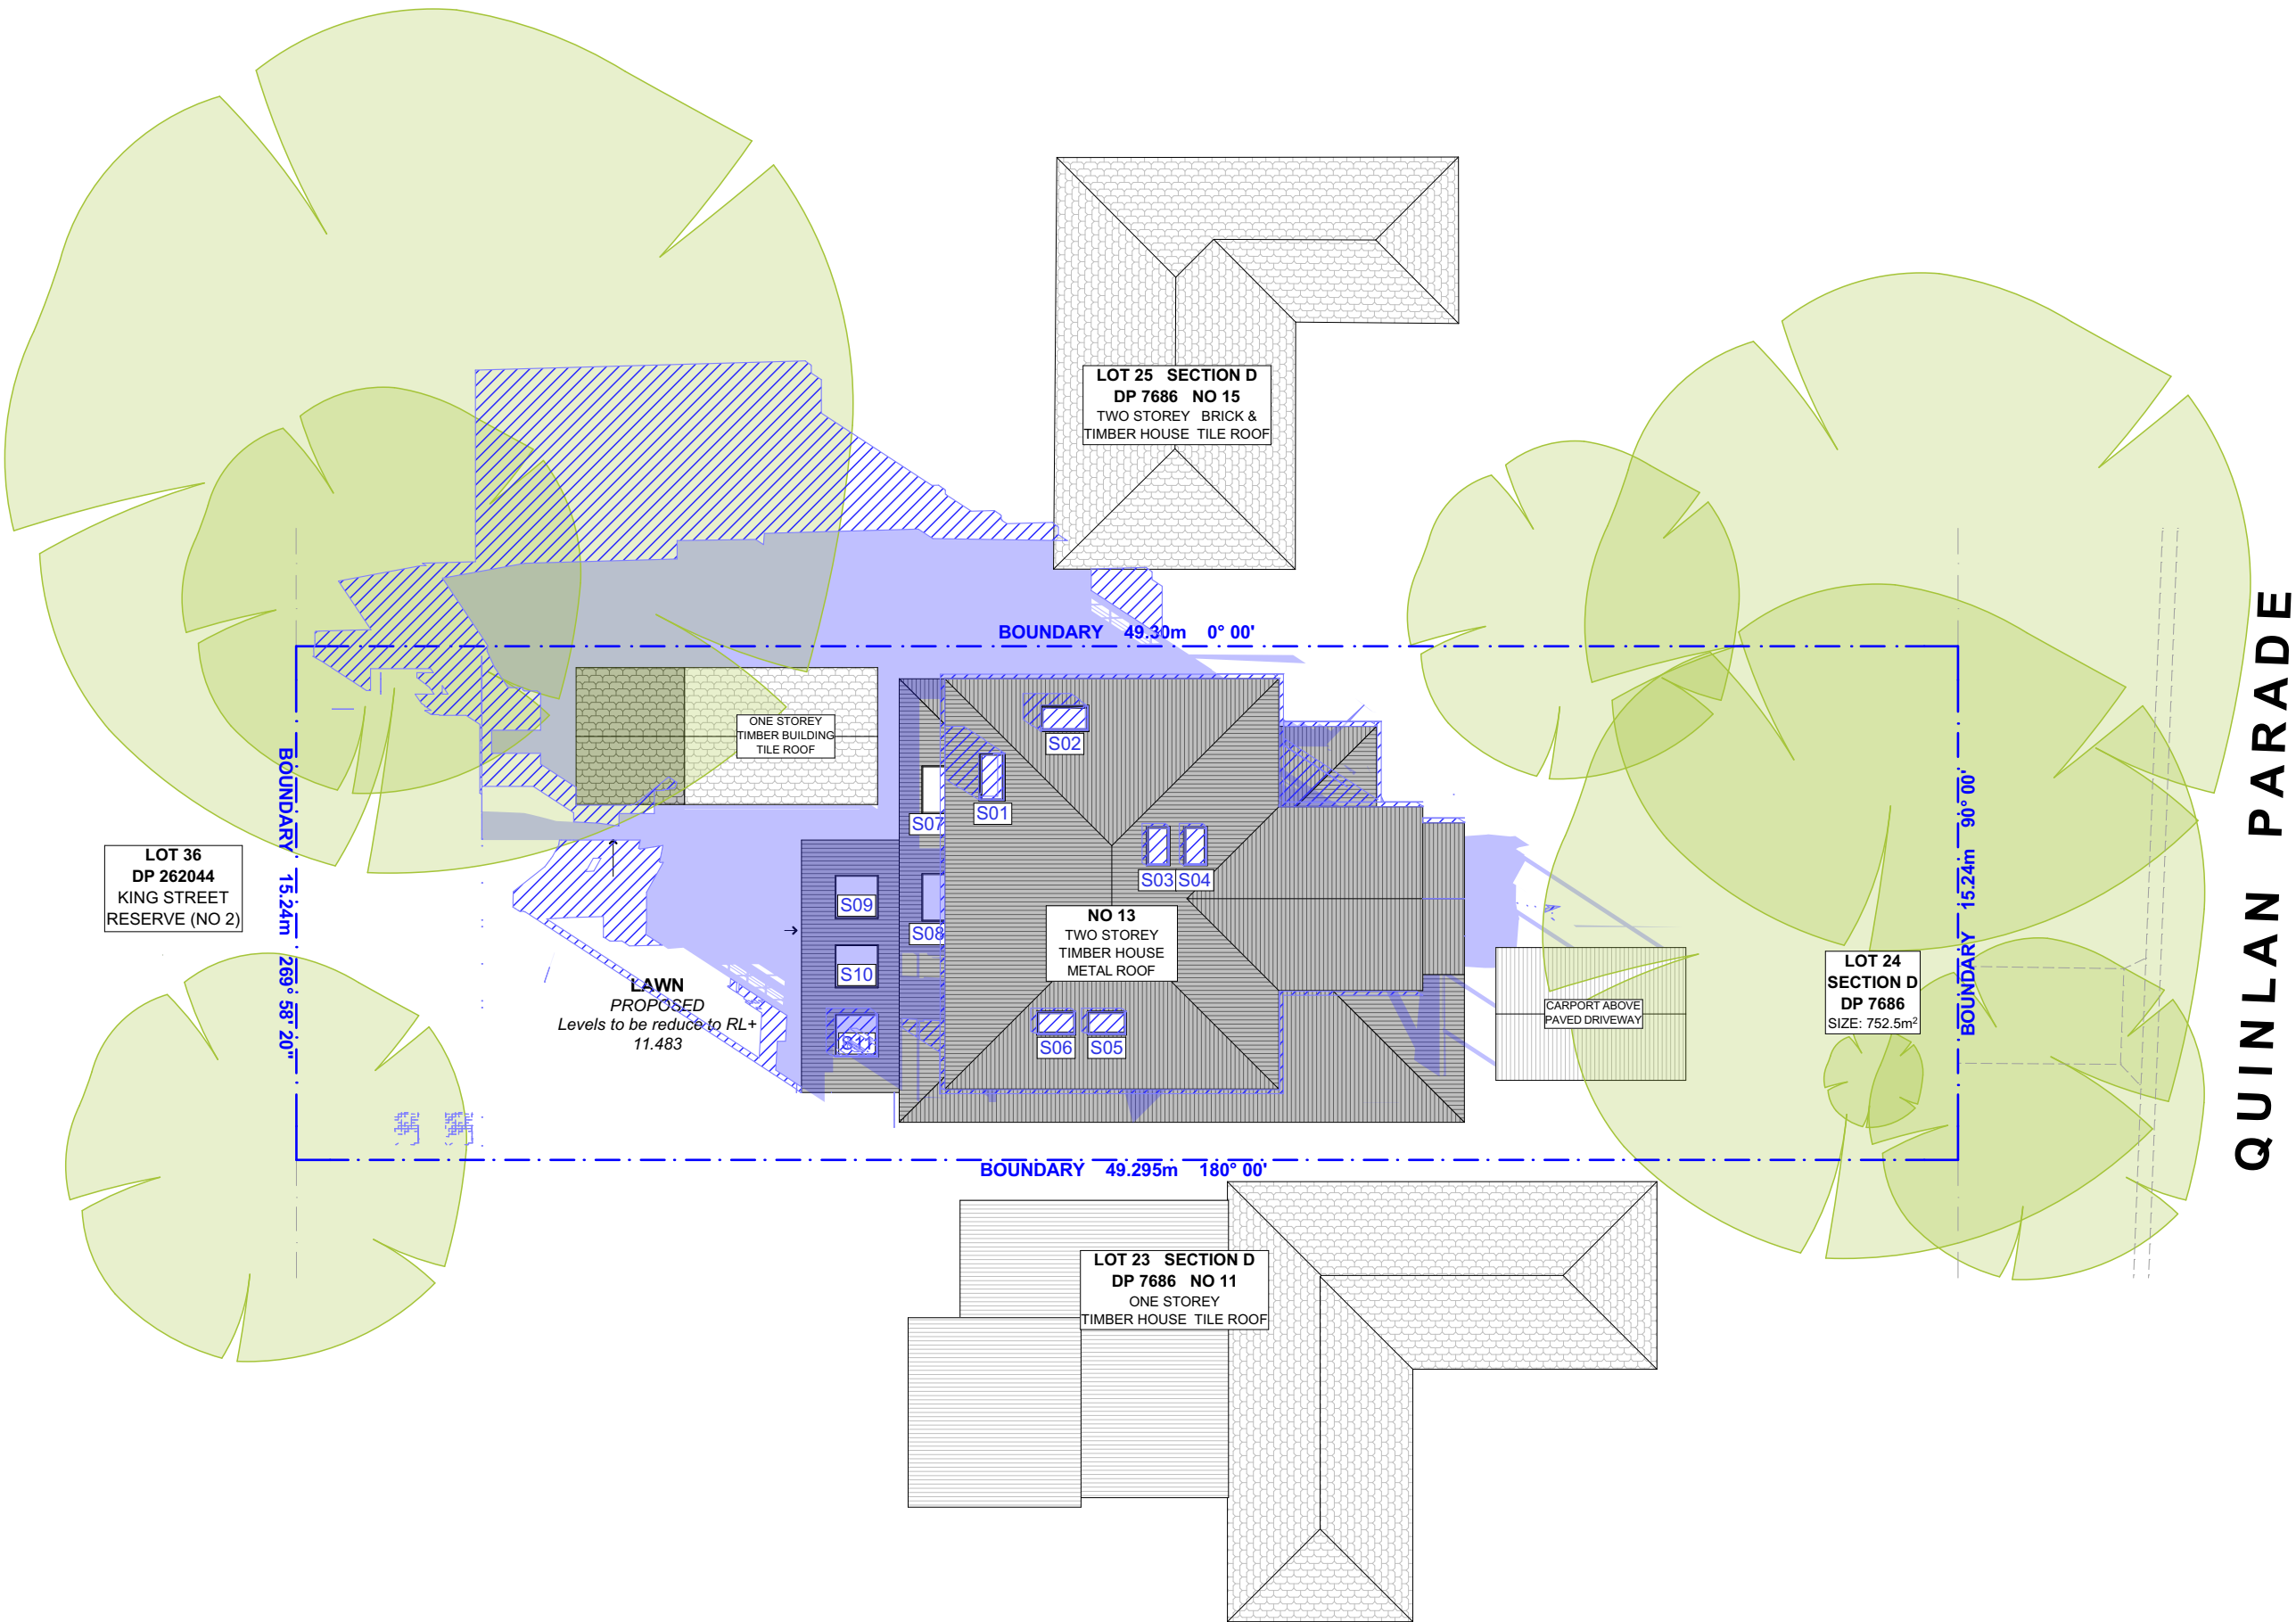 LOT 25 SECTION D
DP 7686 NO 15
TWO STOREY BRICK &
TIMBER HOUSE TILE ROOF
BOUNDARY 49.30m 0° 00'
ONE STOREY
TIMBER BUILDING
TILE ROOF
S02
S01
S07
S03
S04
S09
S08
S10
S11
S06
S05
NO 13
TWO STOREY
TIMBER HOUSE
METAL ROOF
LOT 36
DP 262044
KING STREET
RESERVE (NO 2)
BOUNDARY 15.24m 269° 58' 20"
LAWN
PROPOSED
Levels to be reduce to RL+
11.483
CARPORT ABOVE
PAVED DRIVEWAY
LOT 24
SECTION D
DP 7686
SIZE: 752.5m²
BOUNDARY 15.24m 90° 00'
QUINLAN PARADE
BOUNDARY 49.295m 180° 00'
LOT 23 SECTION D
DP 7686 NO 11
ONE STOREY
TIMBER HOUSE TILE ROOF